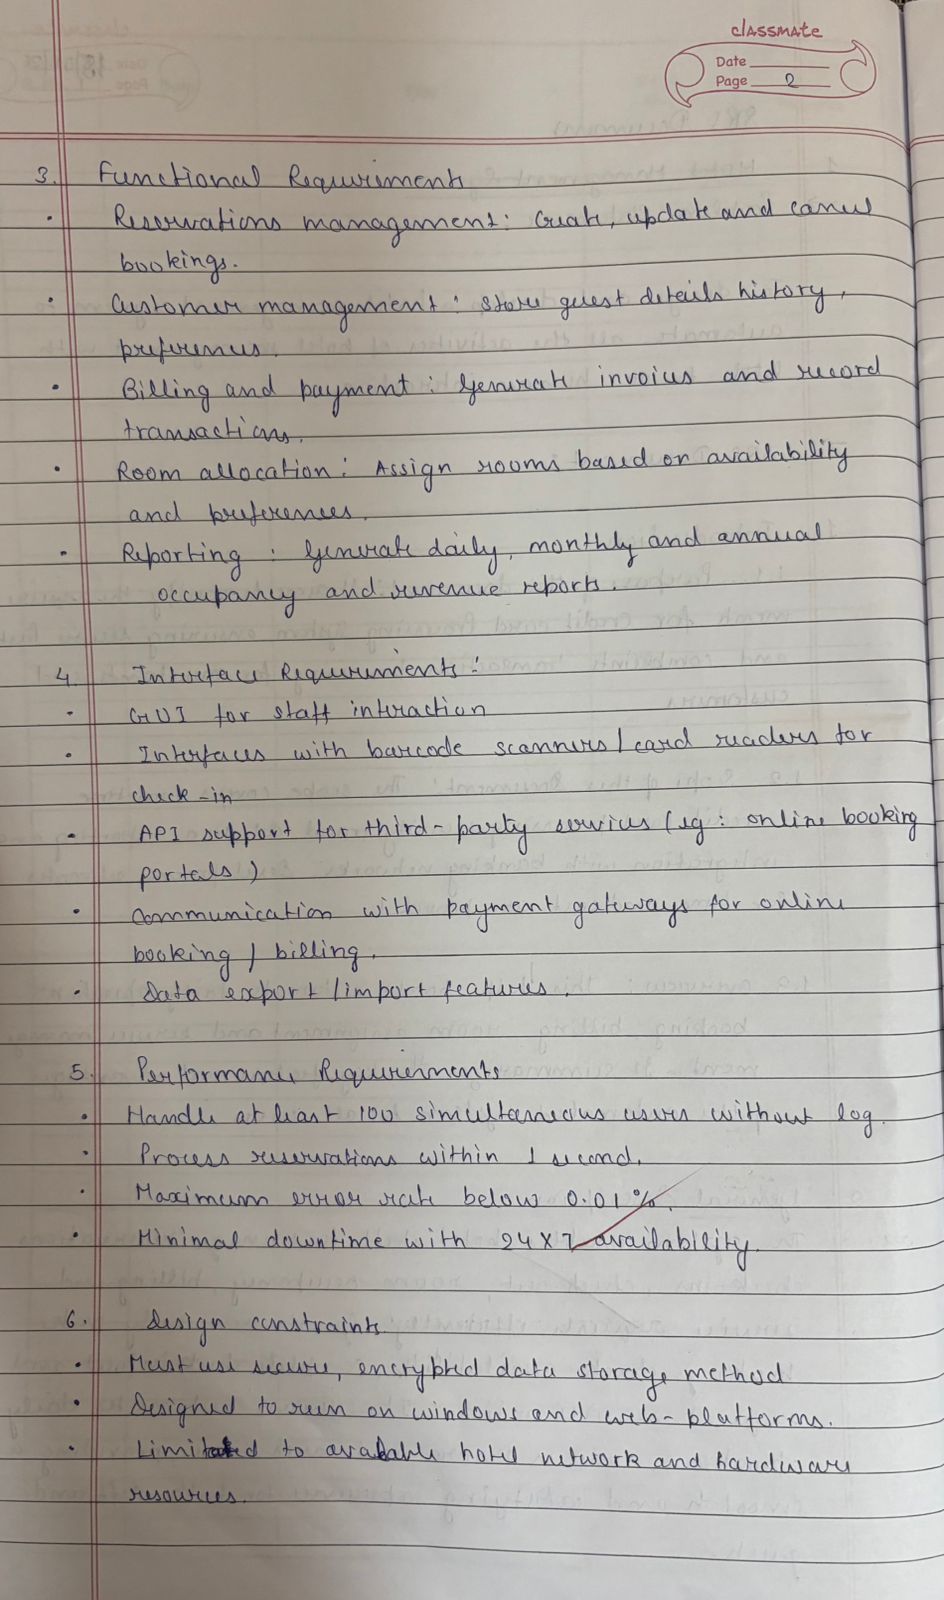 classmate
Date
Page 2
3. Functional Requirements
• Reservations management: Create, update and cancel
bookings.
• Customer management: store guest details history,
preferences.
• Billing and payment: Generate invoices and record
transactions.
• Room allocation: Assign rooms based on availability
and preferences.
• Reporting: Generate daily, monthly and annual
occupancy and revenue reports.
4. Interface Requirements:
• GUI for staff interaction
• Interfaces with barcode scanners/card readers for
check-in
• API support for third-party services (eg: online booking
portals)
• Communication with payment gateways for online
booking / billing.
• Data export/import features.
5. Performance Requirements
• Handle at least 100 simultaneous users without log.
• Process reservations within 1 second.
• Maximum error rate below 0.01%.
• Minimal downtime with 24x7 availability.
6. Design constraints
• Must use secure, encrypted data storage method
• Designed to run on windows and web-platforms.
• Limited to available hotel network and hardware
resources.